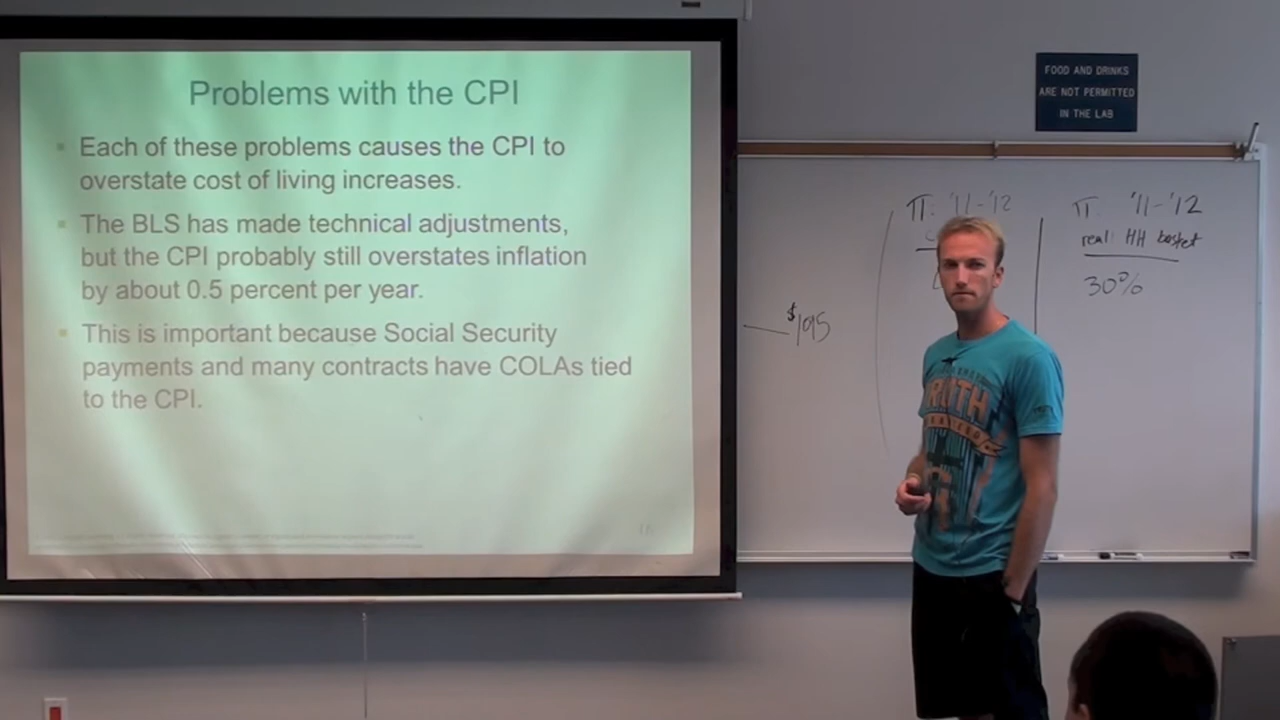 Problems with the CPI
Each of these problems causes the CPI to
overstate cost of living increases.
The BLS has made technical adjustments,
but the CPI probably still overstates inflation
by about 0.5 percent per year.
This is important because Social Security
payments and many contracts have COLAs tied
to the CPI.
FOOD AND DRINKS
ARE NOT PERMITTED
IN THE LAB
π: '11-'12
π: '11-'12
real: HH basket
30%
$1095